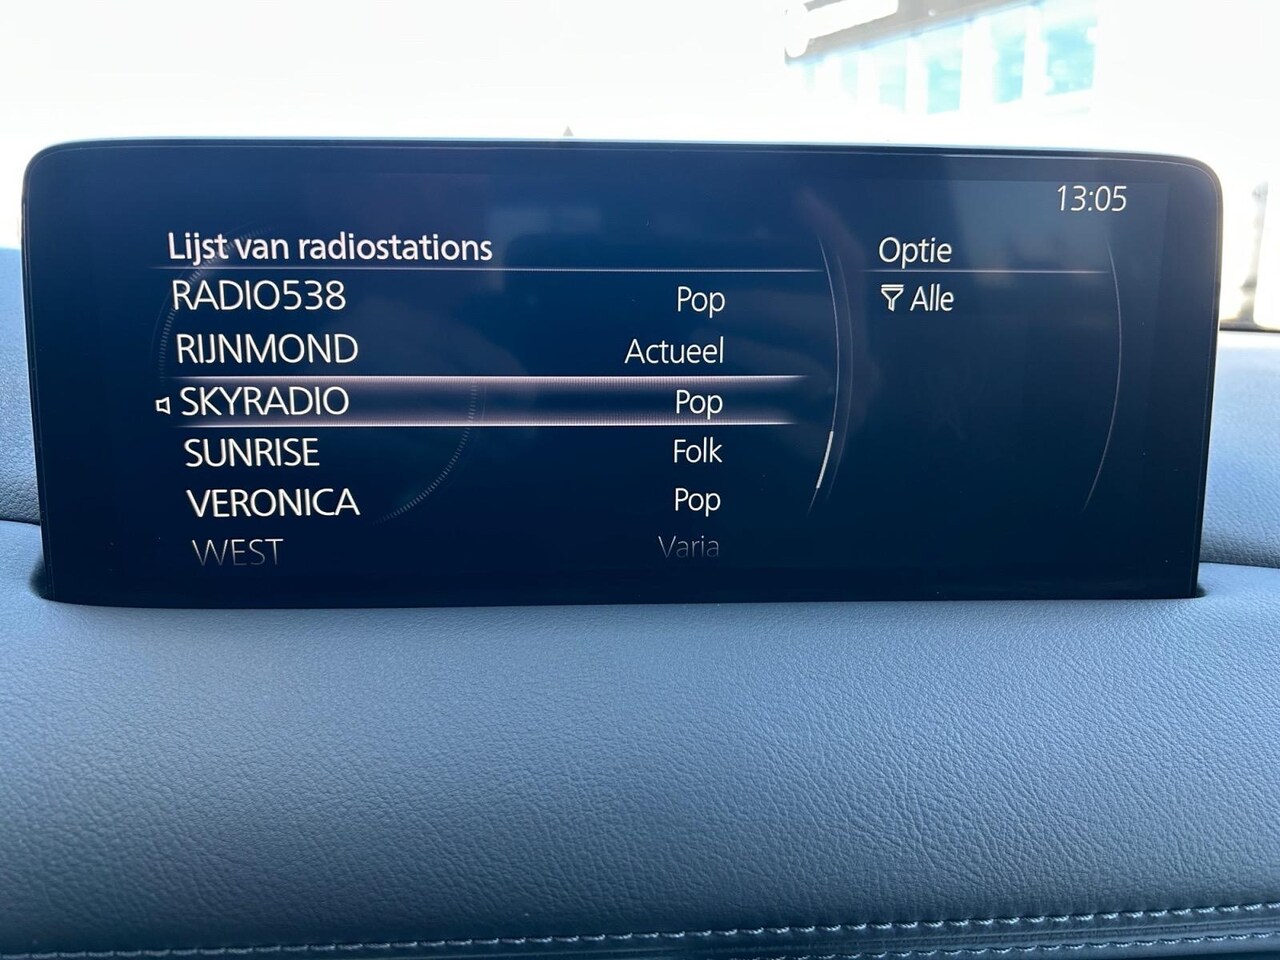 13:05
Lijst van radiostations
RADIO538 Pop
RIJNMOND Actueel
SKYRADIO Pop
SUNRISE Folk
VERONICA Pop
WEST Varia
Optie
Alle